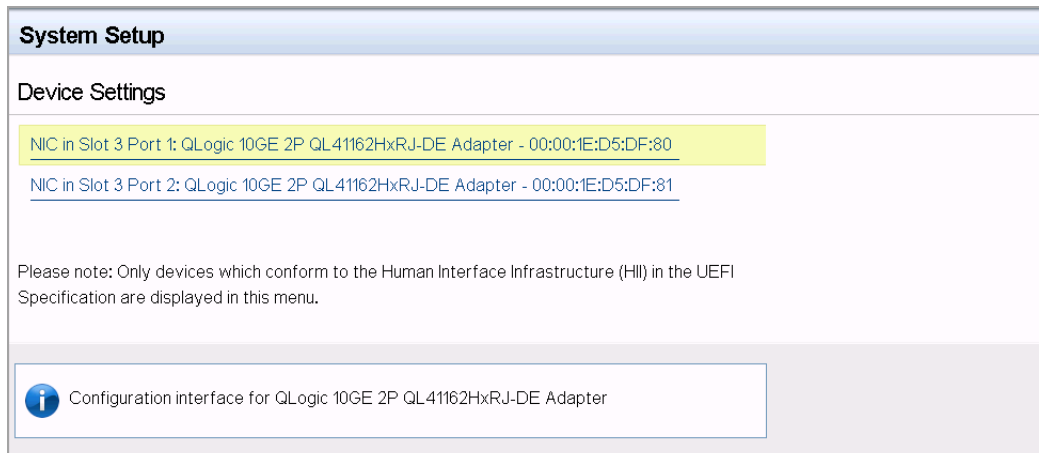 System Setup
Device Settings
NIC in Slot 3 Port 1: QLogic 10GE 2P QL41162HxRJ-DE Adapter - 00:00:1E:D5:DF:80
NIC in Slot 3 Port 2: QLogic 10GE 2P QL41162HxRJ-DE Adapter - 00:00:1E:D5:DF:81
Please note: Only devices which conform to the Human Interface Infrastructure (HII) in the UEFI
Specification are displayed in this menu.
Configuration interface for QLogic 10GE 2P QL41162HxRJ-DE Adapter